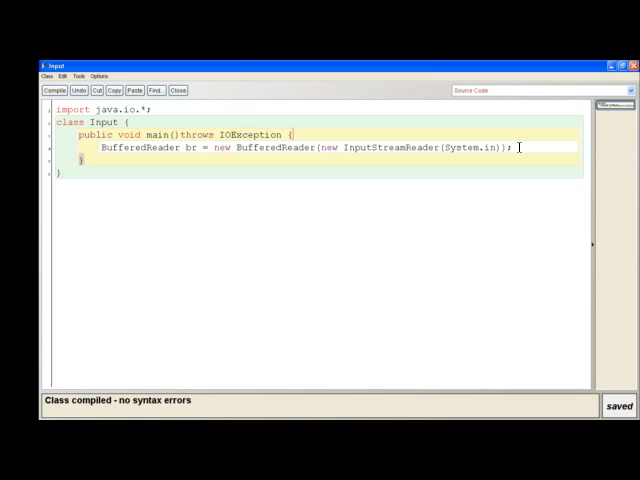 Input
Class Edit Tools Options
Compile Undo Cut Copy Paste Find... Close Source Code
import java.io.*;
class Input {
public void main()throws IOException {
BufferedReader br = new BufferedReader(new InputStreamReader(System.in));
}
}
Class compiled - no syntax errors
saved